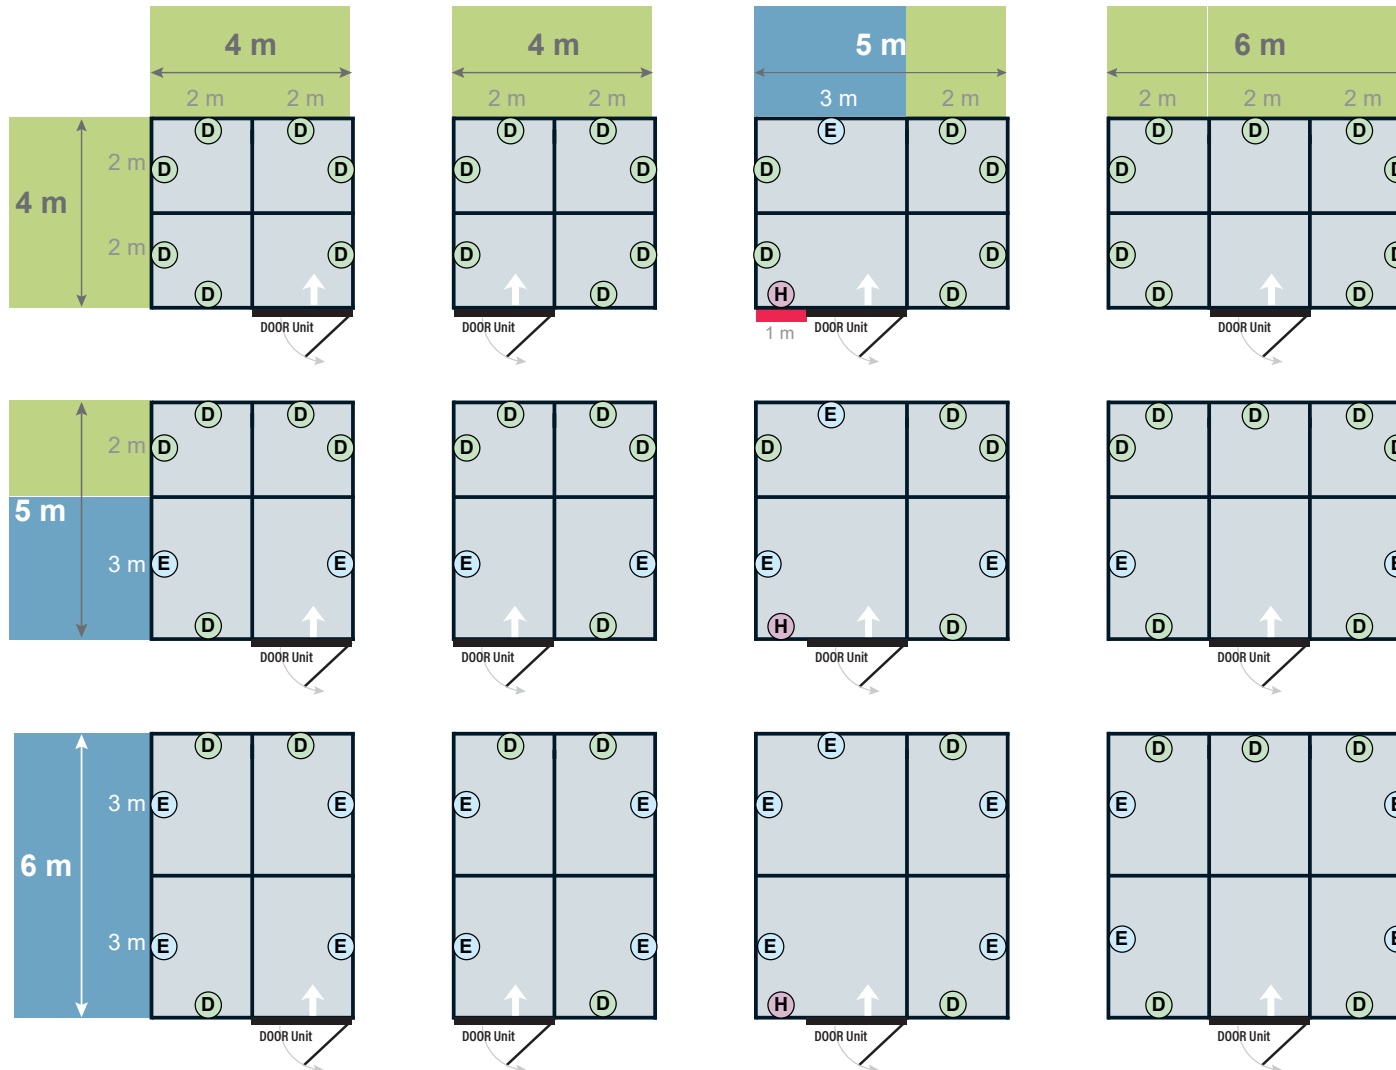 4 m 4 m 5 m 6 m
2 m 2 m 2 m 2 m 3 m 2 m 2 m 2 m 2 m
D D D D E D D D D
2 m D D D D D D D D
4 m
2 m D D D D D D D D
D D H D D D
DOOR Unit DOOR Unit 1 m DOOR Unit DOOR Unit
D D D D E D D D D
2 m D D D D D D D D
5 m
3 m E E E E E E E E
D D H D D D
DOOR Unit DOOR Unit DOOR Unit DOOR Unit
D D D D E D D D D
3 m E E E E E E E E
6 m
3 m E E E E E E E E
D D H D D D
DOOR Unit DOOR Unit DOOR Unit DOOR Unit